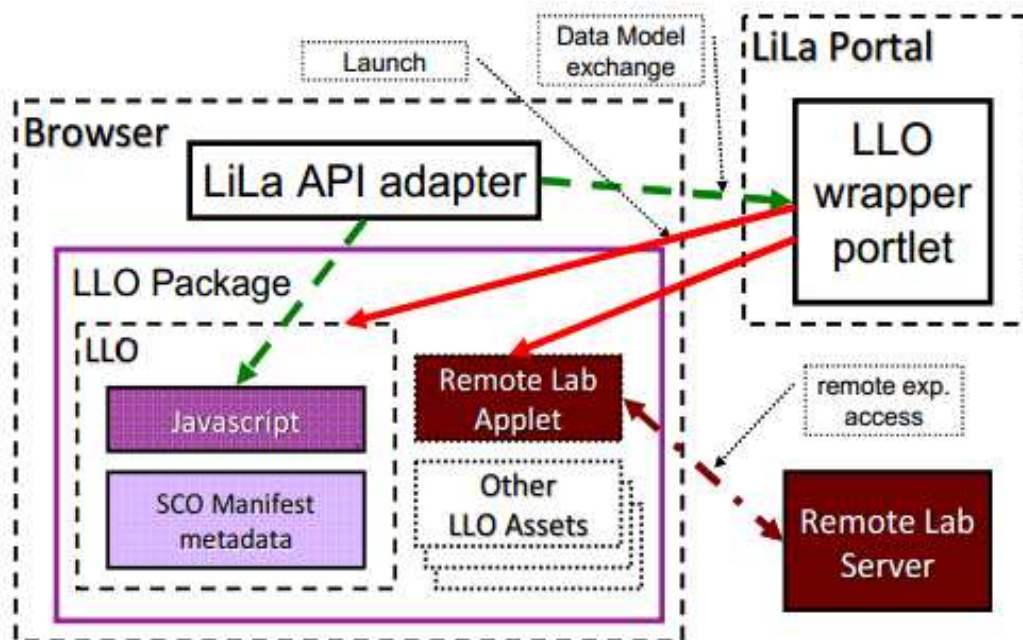 Launch
Data Model
exchange
LiLa Portal
LLO
wrapper
portlet
Browser
LiLa API adapter
LLO Package
LLO
Javascript
SCO Manifest
metadata
Remote Lab
Applet
Other
LLO Assets
remote exp.
access
Remote Lab
Server